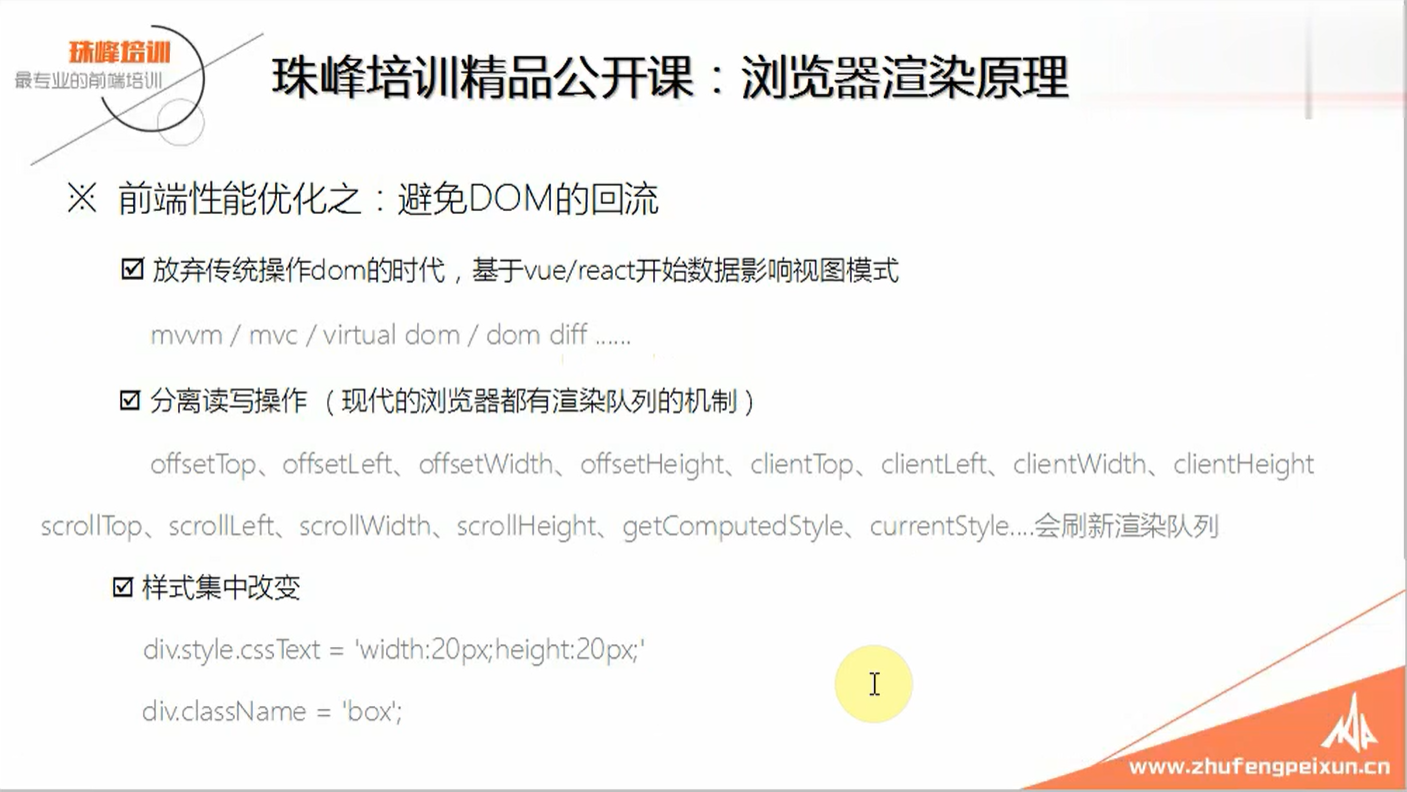 珠峰培训
最专业的前端培训
珠峰培训精品公开课：浏览器渲染原理
※ 前端性能优化之：避免DOM的回流
☑ 放弃传统操作dom的时代，基于vue/react开始数据影响视图模式
mvvm / mvc / virtual dom / dom diff ......
☑ 分离读写操作 （现代的浏览器都有渲染队列的机制）
offsetTop、offsetLeft、offsetWidth、offsetHeight、clientTop、clientLeft、clientWidth、clientHeight
scrollTop、scrollLeft、scrollWidth、scrollHeight、getComputedStyle、currentStyle....会刷新渲染队列
☑ 样式集中改变
div.style.cssText = 'width:20px;height:20px;'
div.className = 'box';
www.zhufengpeixun.cn